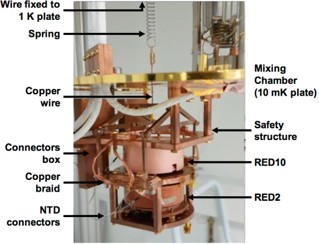 Wire fixed to
1 K plate
Spring
Mixing
Chamber
(10 mK plate)
Copper
wire
Safety
structure
Connectors
box
RED10
Copper
braid
RED2
NTD
connectors